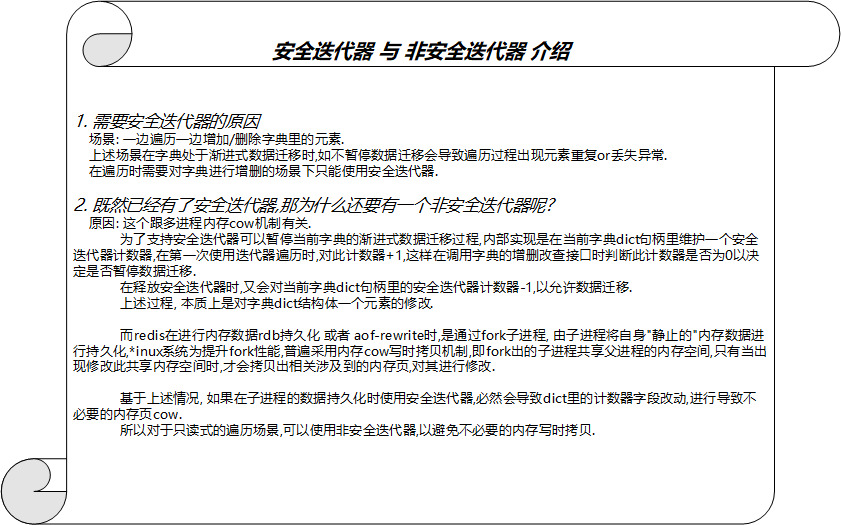 安全迭代器 与 非安全迭代器 介绍
1. 需要安全迭代器的原因
场景: 一边遍历一边增加/删除字典里的元素.
上述场景在字典处于渐进式数据迁移时,如不暂停数据迁移会导致遍历过程出现元素重复or丢失异常.
在遍历时需要对字典进行增删的场景下只能使用安全迭代器.
2. 既然已经有了安全迭代器,那为什么还要有一个非安全迭代器呢?
原因: 这个跟多进程内存cow机制有关.
为了支持安全迭代器可以暂停当前字典的渐进式数据迁移过程,内部实现是在当前字典dict句柄里维护一个安全
迭代器计数器,在第一次使用迭代器遍历时,对此计数器+1,这样在调用字典的增删改查接口时判断此计数器是否为0以决
定是否暂停数据迁移.
在释放安全迭代器时,又会对当前字典dict句柄里的安全迭代器计数器-1,以允许数据迁移.
上述过程, 本质上是对字典dict结构体一个元素的修改.
而redis在进行内存数据rdb持久化 或者 aof-rewrite时,是通过fork子进程, 由子进程将自身"静止的"内存数据进
行持久化,*inux系统为提升fork性能,普遍采用内存cow写时拷贝机制,即fork出的子进程共享父进程的内存空间,只有当出
现修改此共享内存空间时,才会拷贝出相关涉及到的内存页,对其进行修改.
基于上述情况, 如果在子进程的数据持久化时使用安全迭代器,必然会导致dict里的计数器字段改动,进行导致不
必要的内存页cow.
所以对于只读式的遍历场景,可以使用非安全迭代器,以避免不必要的内存写时拷贝.